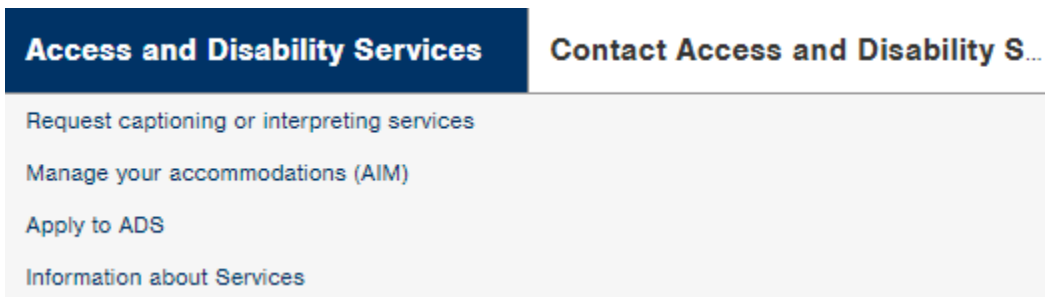 Access and Disability Services
Contact Access and Disability S...
Request captioning or interpreting services
Manage your accommodations (AIM)
Apply to ADS
Information about Services